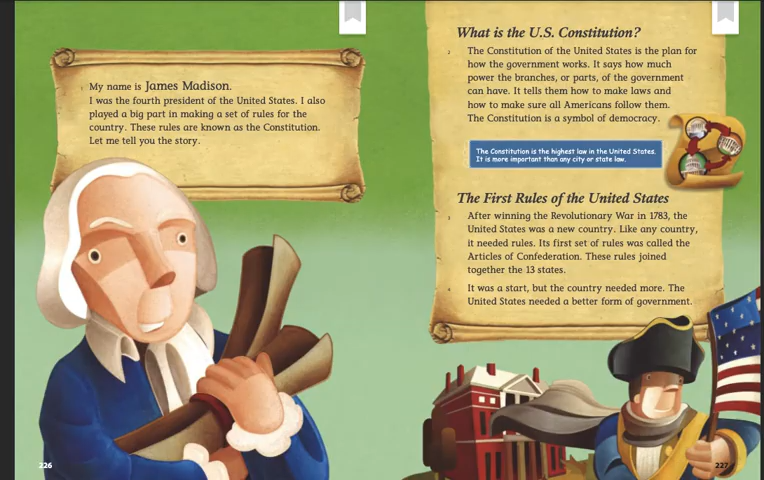 1 My name is James Madison.
I was the fourth president of the United States. I also
played a big part in making a set of rules for the
country. These rules are known as the Constitution.
Let me tell you the story.
226
What is the U.S. Constitution?
2 The Constitution of the United States is the plan for
how the government works. It says how much
power the branches, or parts, of the government
can have. It tells them how to make laws and
how to make sure all Americans follow them.
The Constitution is a symbol of democracy.
The Constitution is the highest law in the United States.
It is more important than any city or state law.
The First Rules of the United States
3 After winning the Revolutionary War in 1783, the
United States was a new country. Like any country,
it needed rules. Its first set of rules was called the
Articles of Confederation. These rules joined
together the 13 states.
4 It was a start, but the country needed more. The
United States needed a better form of government.
227